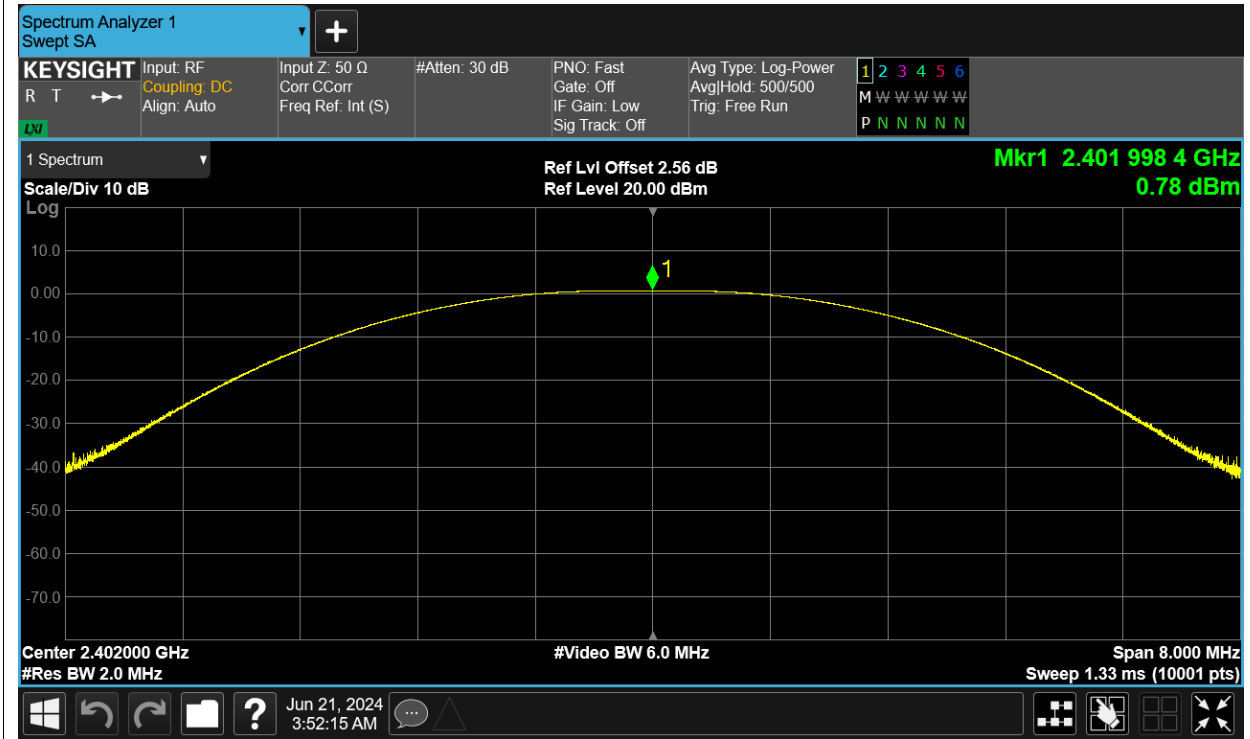 Spectrum Analyzer 1
Swept SA
+
KEYSIGHT
R T
LXI
Input: RF
Coupling: DC
Align: Auto
Input Z: 50 Ω
Corr CCorr
Freq Ref: Int (S)
#Atten: 30 dB
PNO: Fast
Gate: Off
IF Gain: Low
Sig Track: Off
Avg Type: Log-Power
Avg|Hold: 500/500
Trig: Free Run
1 2 3 4 5 6
M W W W W W
P N N N N N
1 Spectrum
Scale/Div 10 dB
Log
Ref Lvl Offset 2.56 dB
Ref Level 20.00 dBm
Mkr1 2.401 998 4 GHz
0.78 dBm
1
10.0
0.00
-10.0
-20.0
-30.0
-40.0
-50.0
-60.0
-70.0
Center 2.402000 GHz
#Res BW 2.0 MHz
#Video BW 6.0 MHz
Span 8.000 MHz
Sweep 1.33 ms (10001 pts)
?
Jun 21, 2024
3:52:15 AM